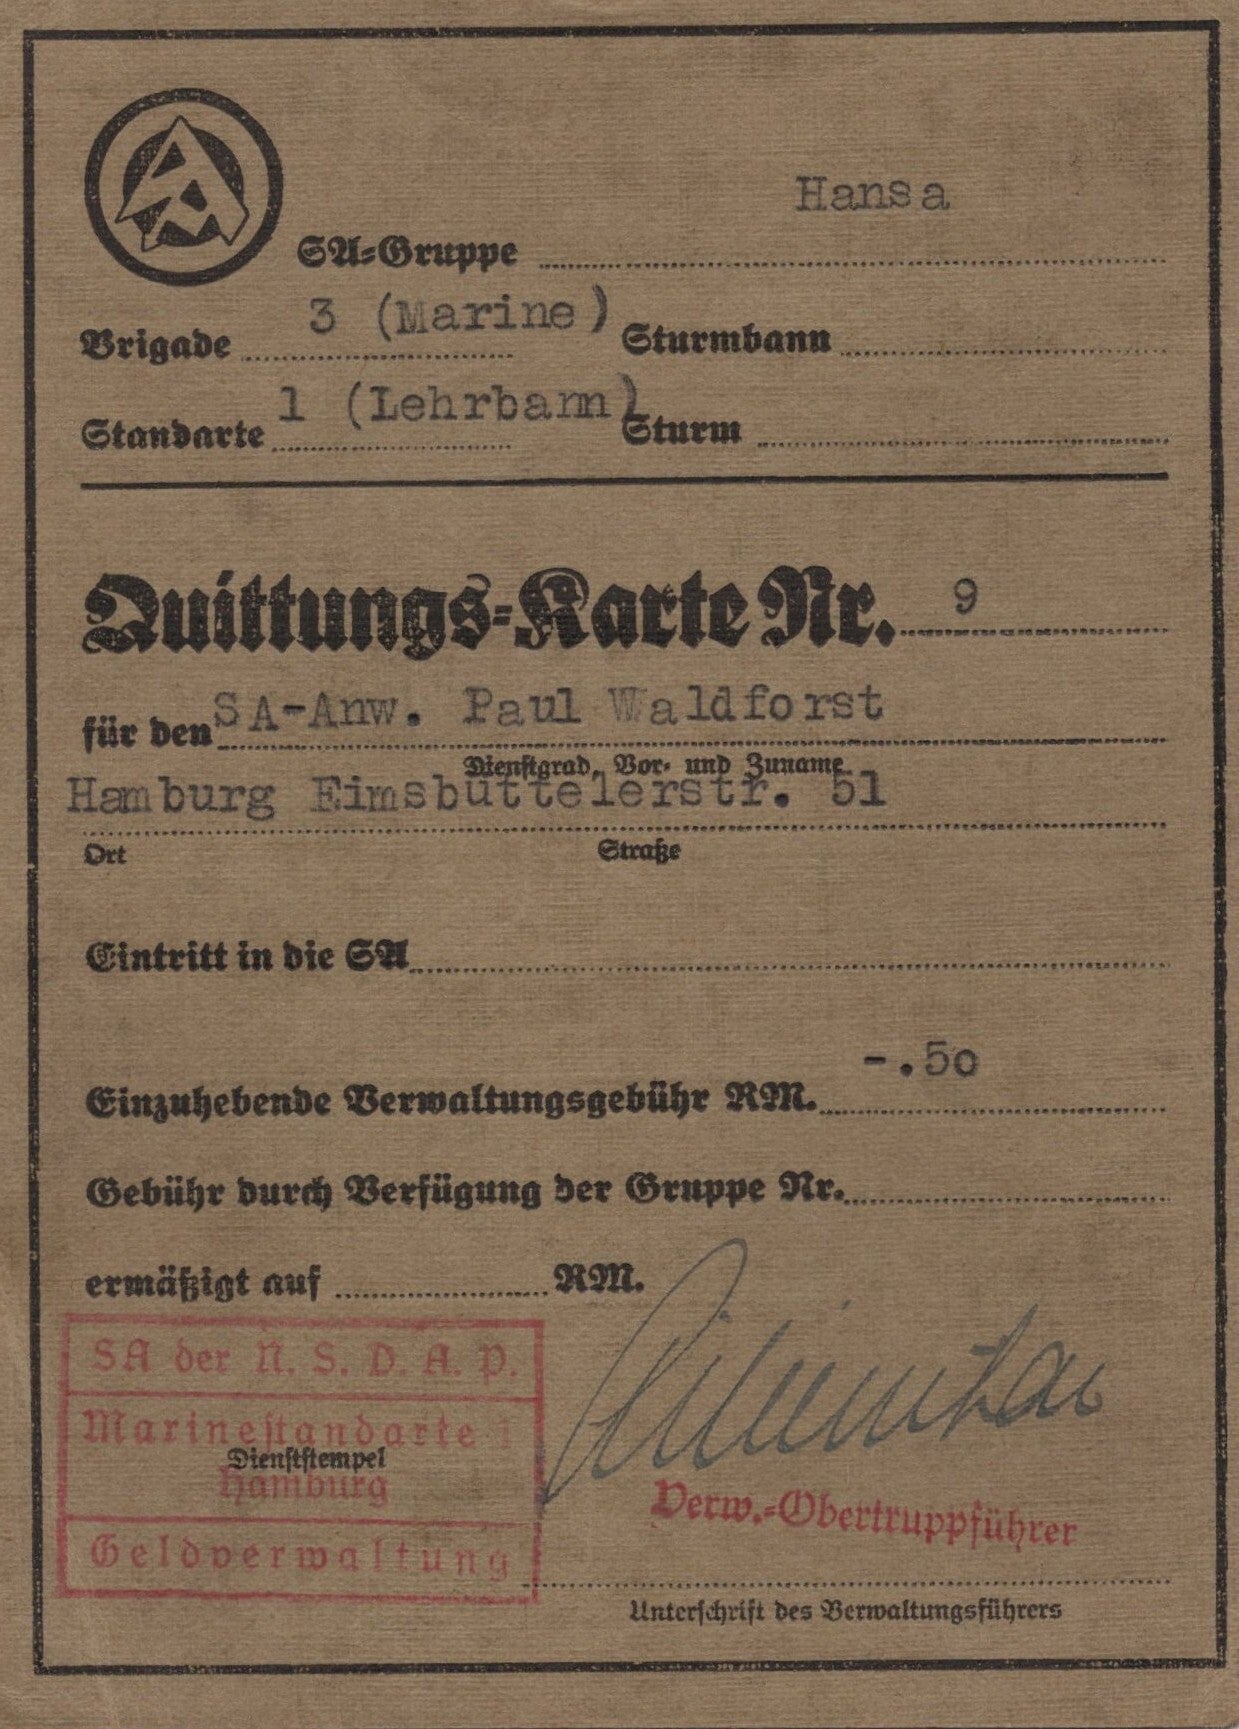 Hansa
SA-Gruppe
3 (Marine)
Brigade Sturmbann
1 (Lehrbann)
Standarte Sturm
Quittungs-Karte Nr. 9
für den SA-Anw. Paul Waldforst
Dienstgrad, Vor- und Zuname
Hamburg Eimsbüttelerstr. 51
Ort Straße
Eintritt in die SA
Einzuhebende Verwaltungsgebühr RM. -.50
Gebühr durch Verfügung der Gruppe Nr.
ermäßigt auf RM.
SA der N. S. D. A. P.
Marinestandarte 1
Dienststempel
Hamburg
Geldverwaltung
Verw.-Obertruppführer
Unterschrift des Verwaltungsführers